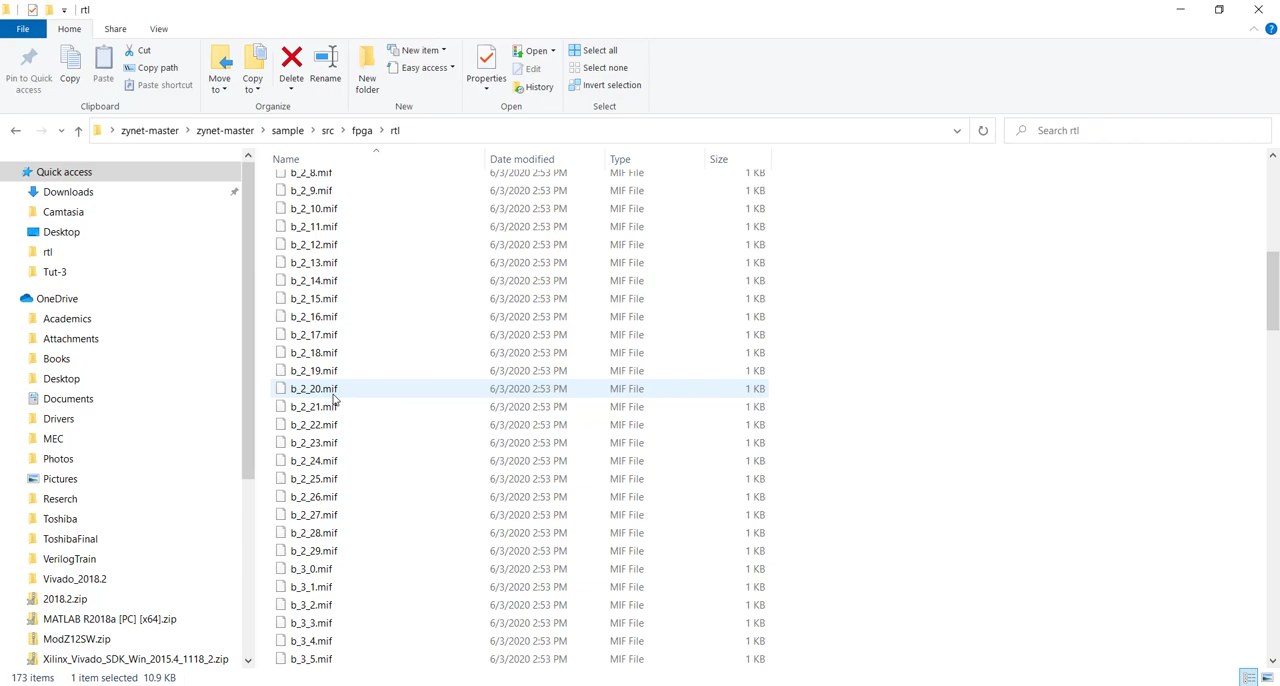 rtl
File Home Share View
Pin to Quick access
Copy
Paste
Cut
Copy path
Paste shortcut
Clipboard
Move to
Copy to
Delete
Rename
Organize
New folder
New item
Easy access
New
Properties
Open
Edit
History
Open
Select all
Select none
Invert selection
Select
zynet-master > zynet-master > sample > src > fpga > rtl
Search rtl
Name Date modified Type Size
Quick access
Downloads
Camtasia
Desktop
rtl
Tut-3
OneDrive
Academics
Attachments
Books
Desktop
Documents
Drivers
MEC
Photos
Pictures
Reserch
Toshiba
ToshibaFinal
VerilogTrain
Vivado_2018.2
2018.2.zip
MATLAB R2018a [PC] [x64].zip
ModZ12SW.zip
Xilinx_Vivado_SDK_Win_2015.4_1118_2.zip
b_2_8.mif 6/3/2020 2:53 PM MIF File 1 KB
b_2_9.mif 6/3/2020 2:53 PM MIF File 1 KB
b_2_10.mif 6/3/2020 2:53 PM MIF File 1 KB
b_2_11.mif 6/3/2020 2:53 PM MIF File 1 KB
b_2_12.mif 6/3/2020 2:53 PM MIF File 1 KB
b_2_13.mif 6/3/2020 2:53 PM MIF File 1 KB
b_2_14.mif 6/3/2020 2:53 PM MIF File 1 KB
b_2_15.mif 6/3/2020 2:53 PM MIF File 1 KB
b_2_16.mif 6/3/2020 2:53 PM MIF File 1 KB
b_2_17.mif 6/3/2020 2:53 PM MIF File 1 KB
b_2_18.mif 6/3/2020 2:53 PM MIF File 1 KB
b_2_19.mif 6/3/2020 2:53 PM MIF File 1 KB
b_2_20.mif 6/3/2020 2:53 PM MIF File 1 KB
b_2_21.mif 6/3/2020 2:53 PM MIF File 1 KB
b_2_22.mif 6/3/2020 2:53 PM MIF File 1 KB
b_2_23.mif 6/3/2020 2:53 PM MIF File 1 KB
b_2_24.mif 6/3/2020 2:53 PM MIF File 1 KB
b_2_25.mif 6/3/2020 2:53 PM MIF File 1 KB
b_2_26.mif 6/3/2020 2:53 PM MIF File 1 KB
b_2_27.mif 6/3/2020 2:53 PM MIF File 1 KB
b_2_28.mif 6/3/2020 2:53 PM MIF File 1 KB
b_2_29.mif 6/3/2020 2:53 PM MIF File 1 KB
b_3_0.mif 6/3/2020 2:53 PM MIF File 1 KB
b_3_1.mif 6/3/2020 2:53 PM MIF File 1 KB
b_3_2.mif 6/3/2020 2:53 PM MIF File 1 KB
b_3_3.mif 6/3/2020 2:53 PM MIF File 1 KB
b_3_4.mif 6/3/2020 2:53 PM MIF File 1 KB
b_3_5.mif 6/3/2020 2:53 PM MIF File 1 KB
173 items 1 item selected 10.9 KB